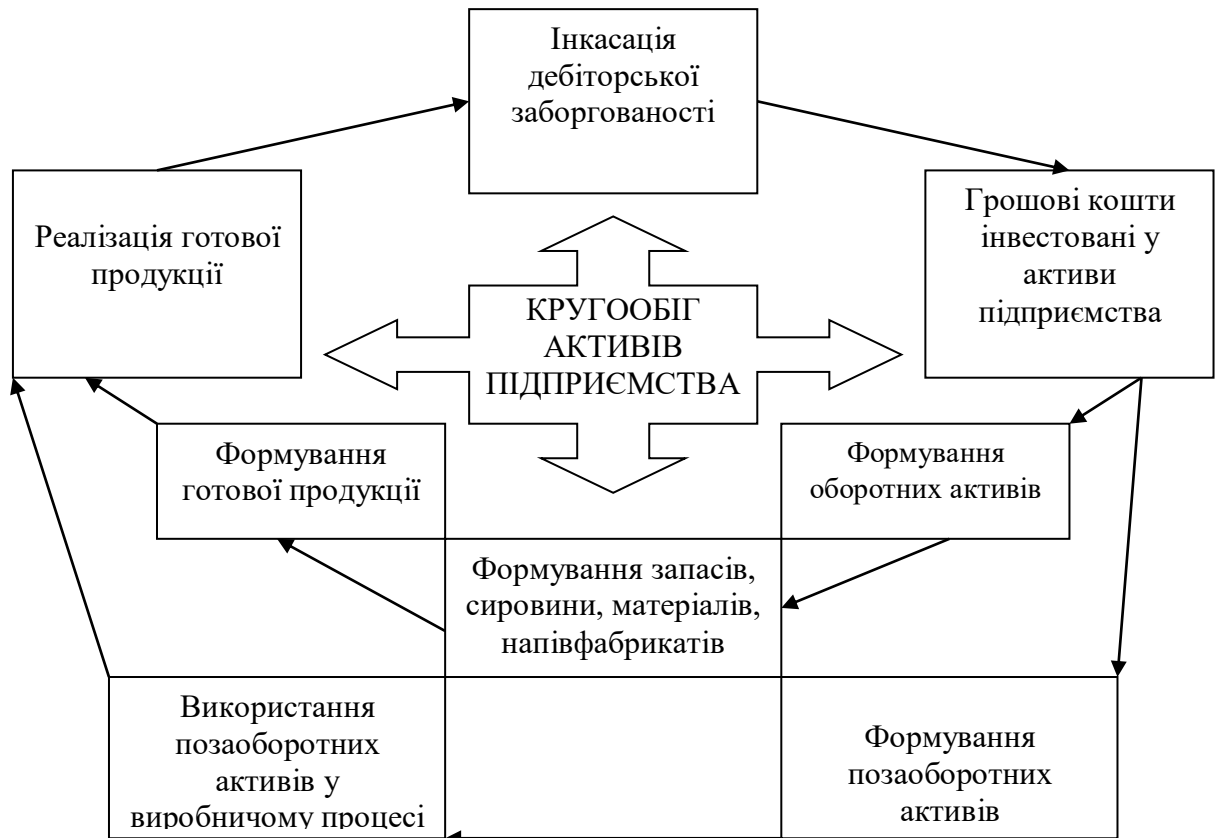 Інкасація
дебіторської
заборгованості
Реалізація готової
продукції
Грошові кошти
інвестовані у
активи
підприємства
КРУГООБІГ
АКТИВІВ
ПІДПРИЄМСТВА
Формування
готової продукції
Формування
оборотних активів
Формування запасів,
сировини, матеріалів,
напівфабрикатів
Використання
позаоборотних
активів у
виробничому процесі
Формування
позаоборотних
активів